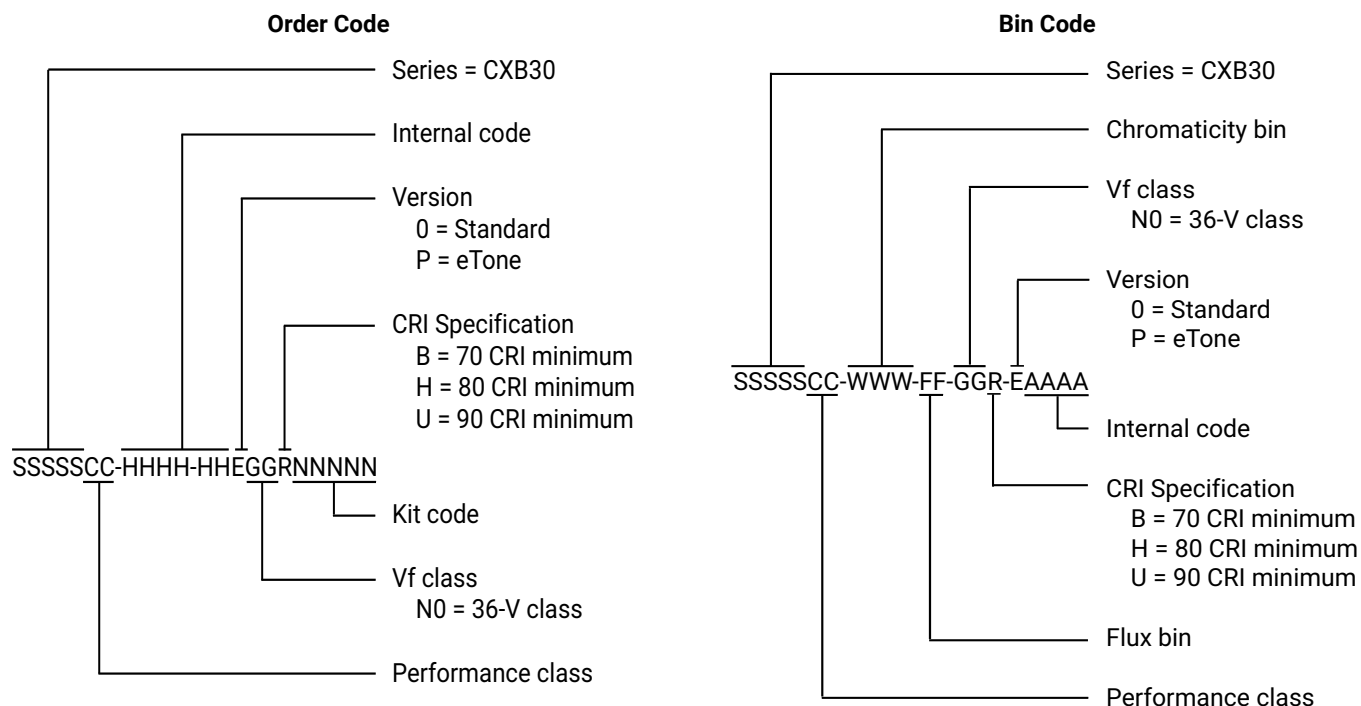 Order Code
Series = CXB30
Internal code
Version
0 = Standard
P = eTone
CRI Specification
B = 70 CRI minimum
H = 80 CRI minimum
U = 90 CRI minimum
SSSSSCC-HHHH-HHEGGRNNNNN
Kit code
Vf class
N0 = 36-V class
Performance class
Bin Code
Series = CXB30
Chromaticity bin
Vf class
N0 = 36-V class
Version
0 = Standard
P = eTone
SSSSSCC-WWW-FF-GGR-EAAAA
Internal code
CRI Specification
B = 70 CRI minimum
H = 80 CRI minimum
U = 90 CRI minimum
Flux bin
Performance class